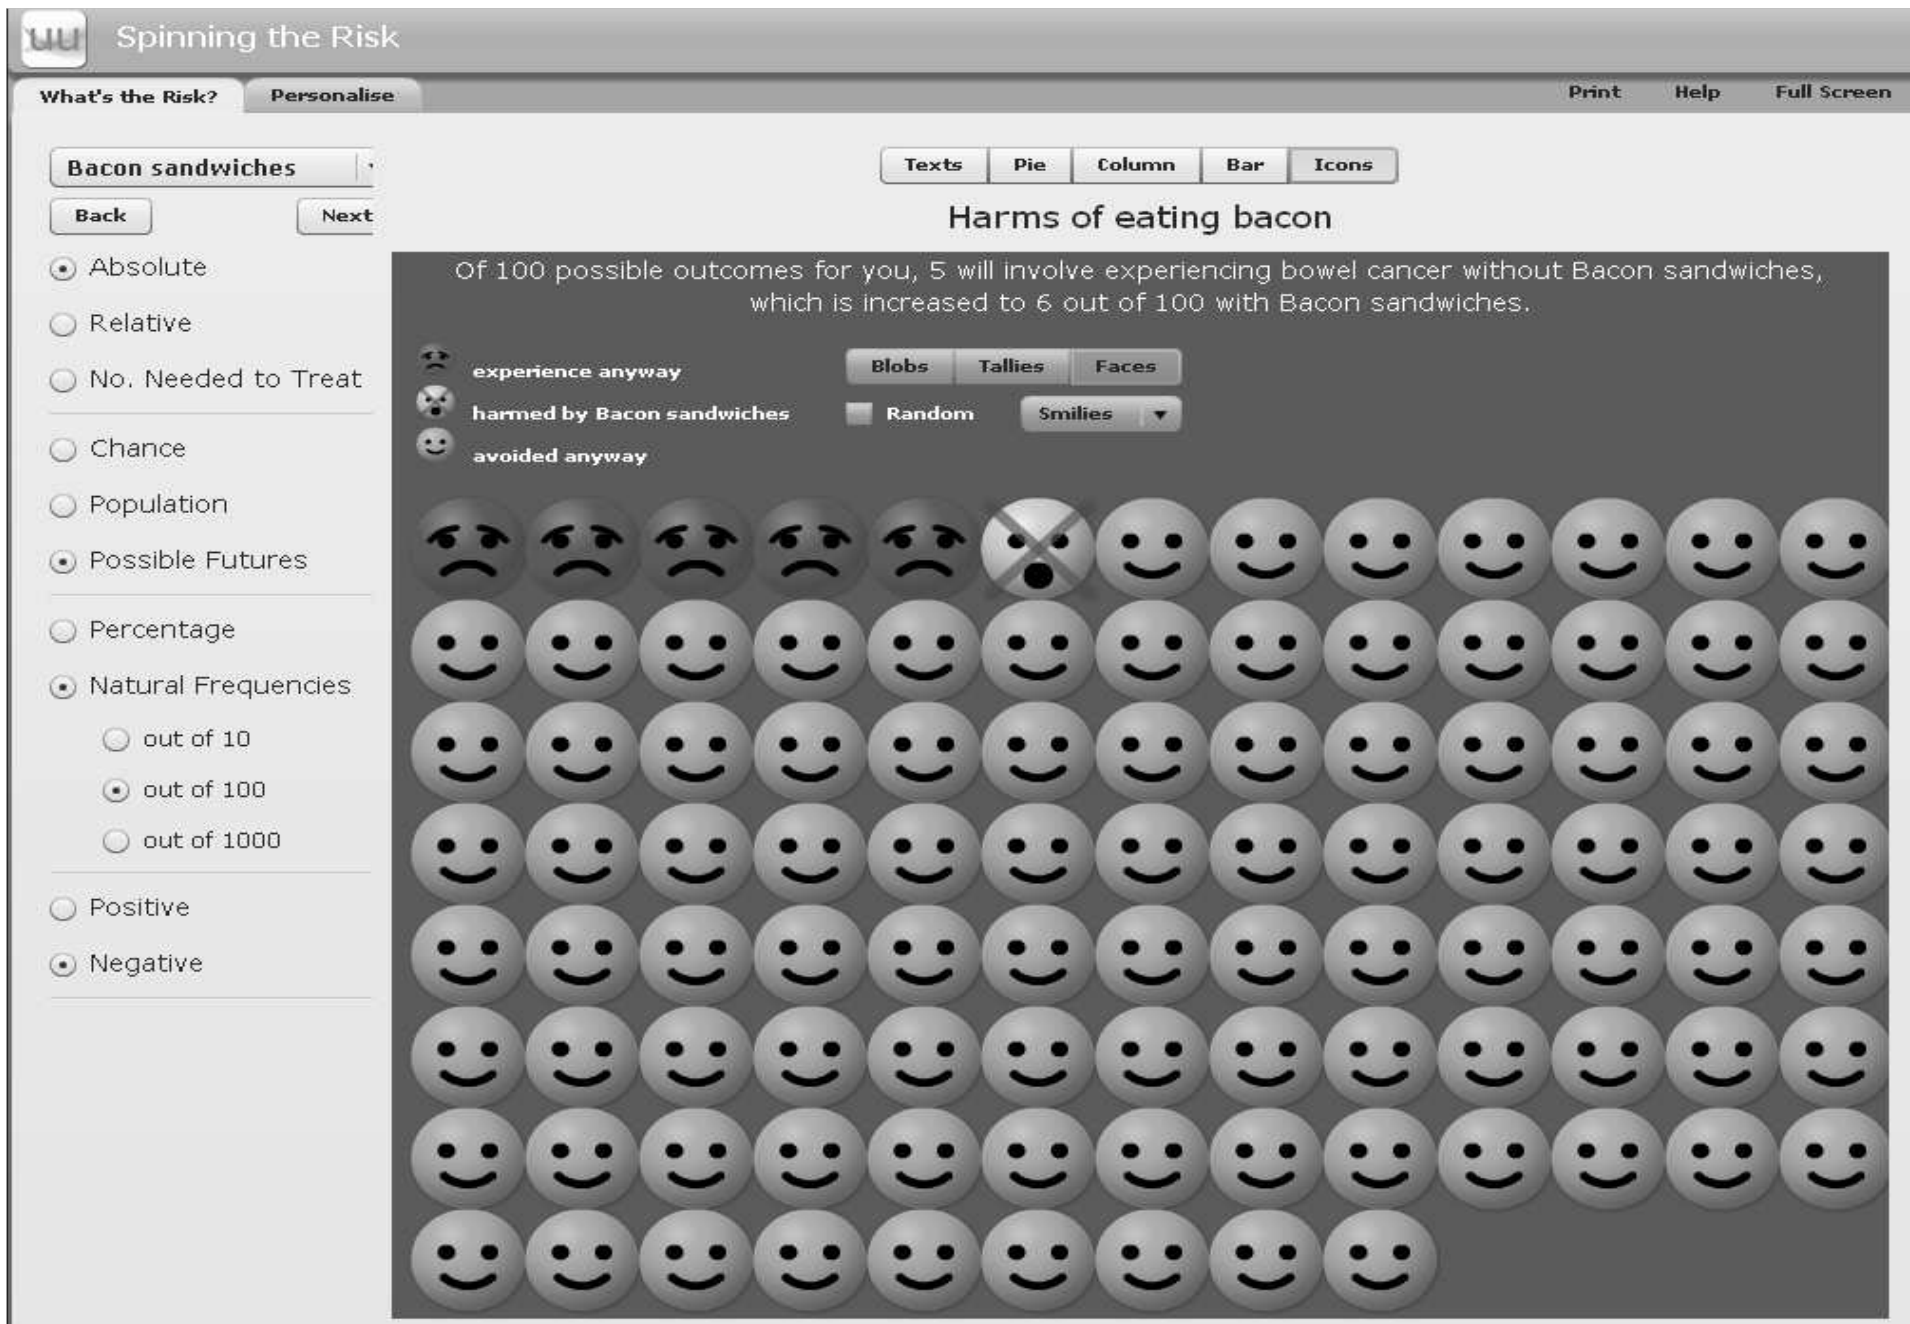 uu Spinning the Risk
What's the Risk? Personalise Print Help Full Screen
Bacon sandwiches
Back Next
Absolute
Relative
No. Needed to Treat
Chance
Population
Possible Futures
Percentage
Natural Frequencies
out of 10
out of 100
out of 1000
Positive
Negative
Texts Pie Column Bar Icons
Harms of eating bacon
Of 100 possible outcomes for you, 5 will involve experiencing bowel cancer without Bacon sandwiches,
which is increased to 6 out of 100 with Bacon sandwiches.
experience anyway
harmed by Bacon sandwiches
avoided anyway
Blobs Tallies Faces
Random Smilies